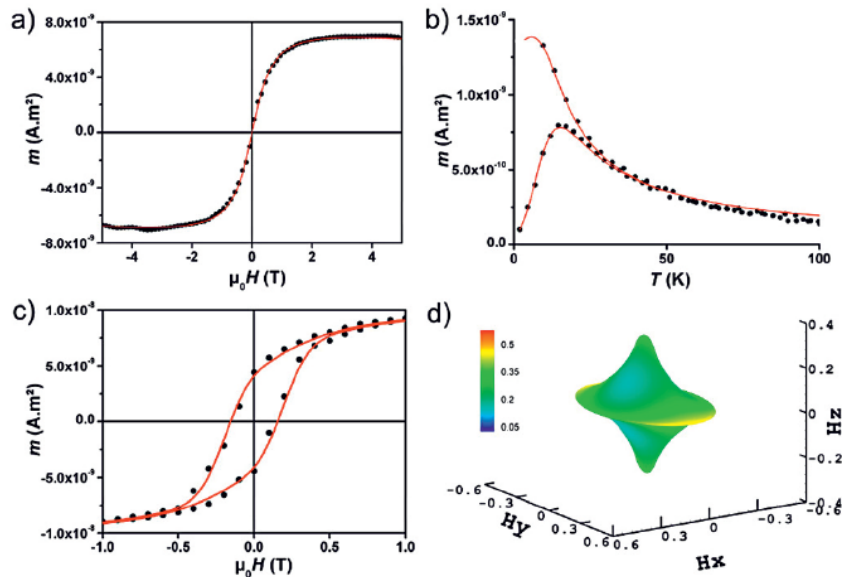 a)
8.0x10⁻⁹
4.0x10⁻⁹
0.0
-4.0x10⁻⁹
-8.0x10⁻⁹
m (A.m²)
-4 -2 0 2 4
μ₀H (T)
b)
1.5x10⁻⁹
1.0x10⁻⁹
5.0x10⁻¹⁰
0.0
m (A.m²)
0 50 100
T (K)
c)
1.0x10⁻⁸
5.0x10⁻⁹
0.0
-5.0x10⁻⁹
-1.0x10⁻⁸
m (A.m²)
-1.0 -0.5 0.0 0.5 1.0
μ₀H (T)
d)
0.5
0.35
0.2
0.05
0.4
0.2
0
-0.2
-0.4
Hz
-0.6
-0.3
0
0.3
0.6
Hy
0.6 0.3 0 -0.3
Hx